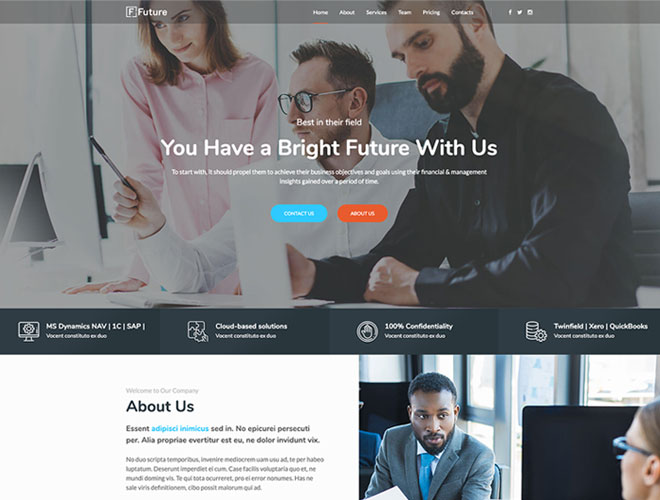 F Future
Home About Services Team Pricing Contacts
Best in their field
You Have a Bright Future With Us
To start with, it should propel them to achieve their business objectives and goals using their financial & management
insights gained over a period of time.
CONTACT US ABOUT US
MS Dynamics NAV | 1C | SAP |
Vocent constituto ex duo
Cloud-based solutions
Vocent constituto ex duo
100% Confidentiality
Vocent constituto ex duo
Twinfield | Xero | QuickBooks
Vocent constituto ex duo
Welcome to Our Company
About Us
Essent adipisci inimicus sed in. No epicurei persecuti
per. Alia propriae evertitur est eu, ne dolor invidunt vix.
No duo scripta temporibus, invenire mediocrem usu ad, te per habeo
luptatum. Deserunt imperdiet ei cum. Case facilis voluptaria quo et, ne
mundi doming vis. Te qui tota ocurreret, pro ei error nonumes. Has ne
sale viris definitionem, cibo possit malorum qui ad.